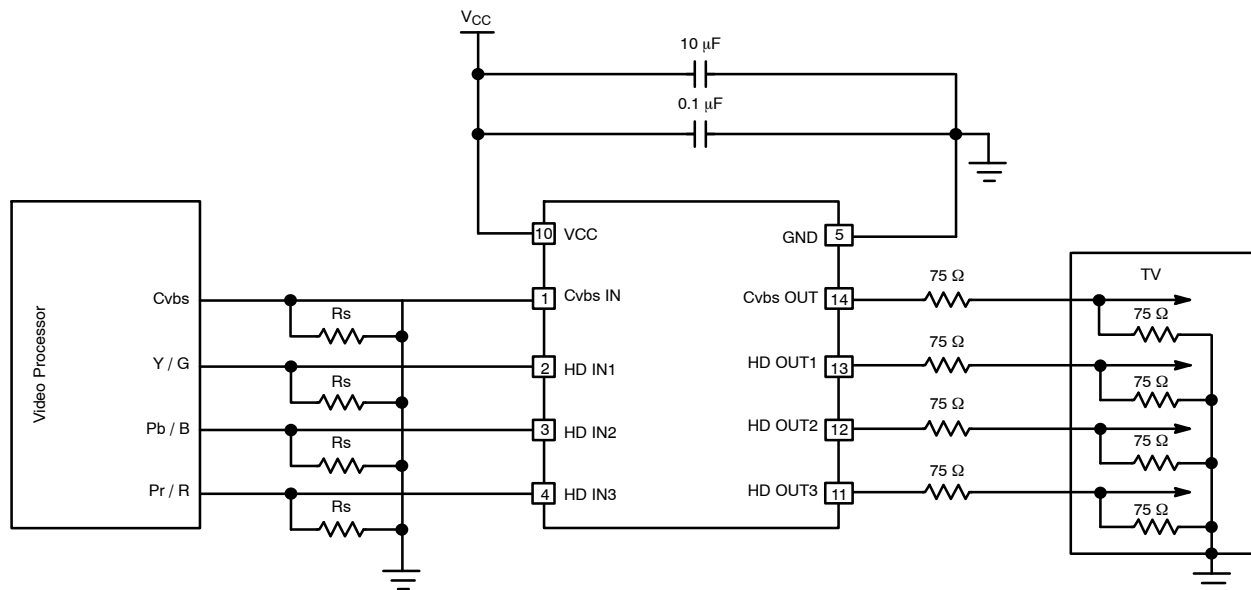 V_CC
10 μF
0.1 μF
Video Processor
Cvbs
Y / G
Pb / B
Pr / R
Rs
Rs
Rs
Rs
10 VCC
1 Cvbs IN
2 HD IN1
3 HD IN2
4 HD IN3
GND 5
Cvbs OUT 14
HD OUT1 13
HD OUT2 12
HD OUT3 11
75 Ω
75 Ω
75 Ω
75 Ω
TV
75 Ω
75 Ω
75 Ω
75 Ω